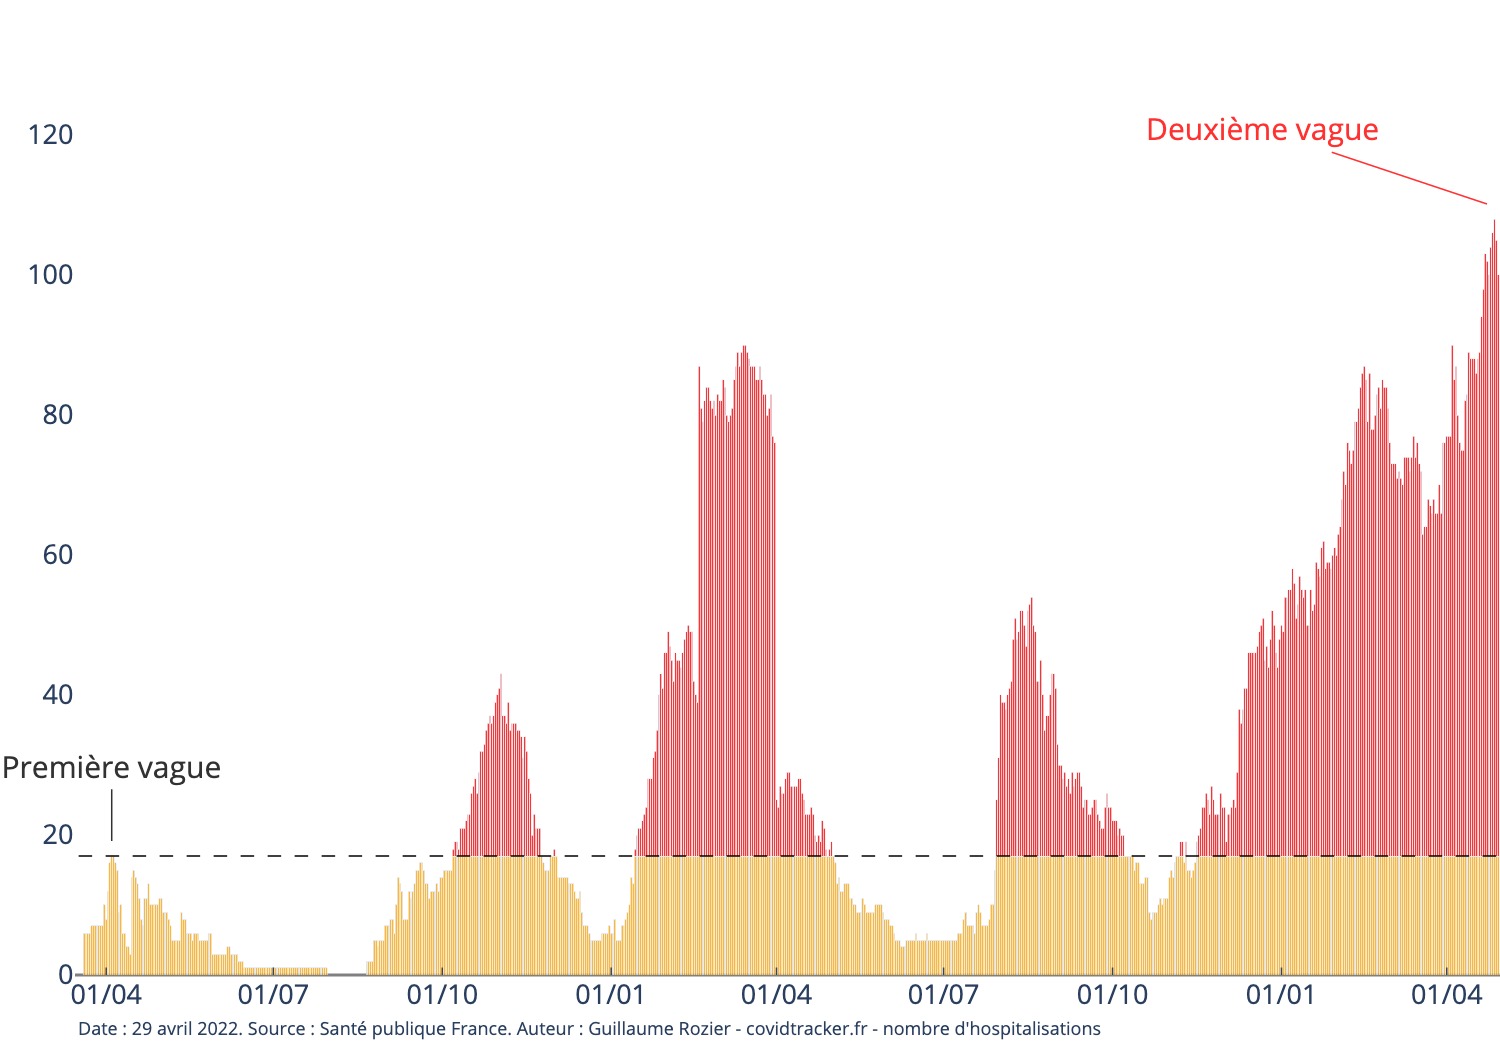 120
Deuxième vague
100
80
60
40
Première vague
20
0
01/04 01/07 01/10 01/01 01/04 01/07 01/10 01/01 01/04
Date : 29 avril 2022. Source : Santé publique France. Auteur : Guillaume Rozier - covidtracker.fr - nombre d'hospitalisations